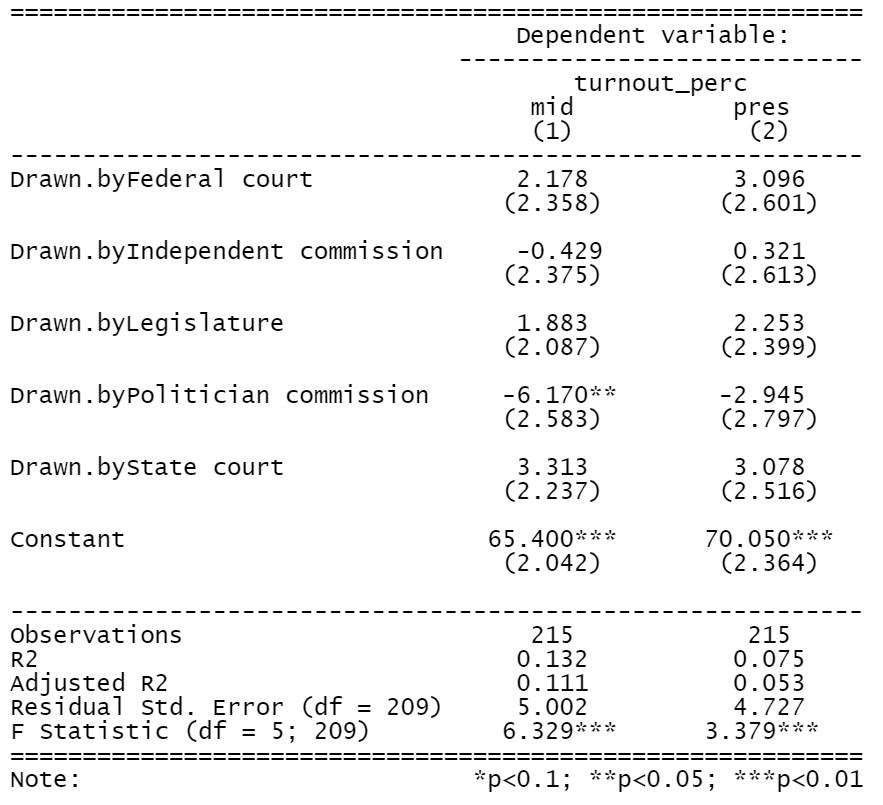 ===========================================================
Dependent variable:
----------------------------
turnout_perc
mid pres
(1) (2)
-----------------------------------------------------------
Drawn.byFederal court 2.178 3.096
(2.358) (2.601)
Drawn.byIndependent commission -0.429 0.321
(2.375) (2.613)
Drawn.byLegislature 1.883 2.253
(2.087) (2.399)
Drawn.byPolitician commission -6.170** -2.945
(2.583) (2.797)
Drawn.byState court 3.313 3.078
(2.237) (2.516)
Constant 65.400*** 70.050***
(2.042) (2.364)
-----------------------------------------------------------
Observations 215 215
R2 0.132 0.075
Adjusted R2 0.111 0.053
Residual Std. Error (df = 209) 5.002 4.727
F Statistic (df = 5; 209) 6.329*** 3.379***
===========================================================
Note: *p<0.1; **p<0.05; ***p<0.01